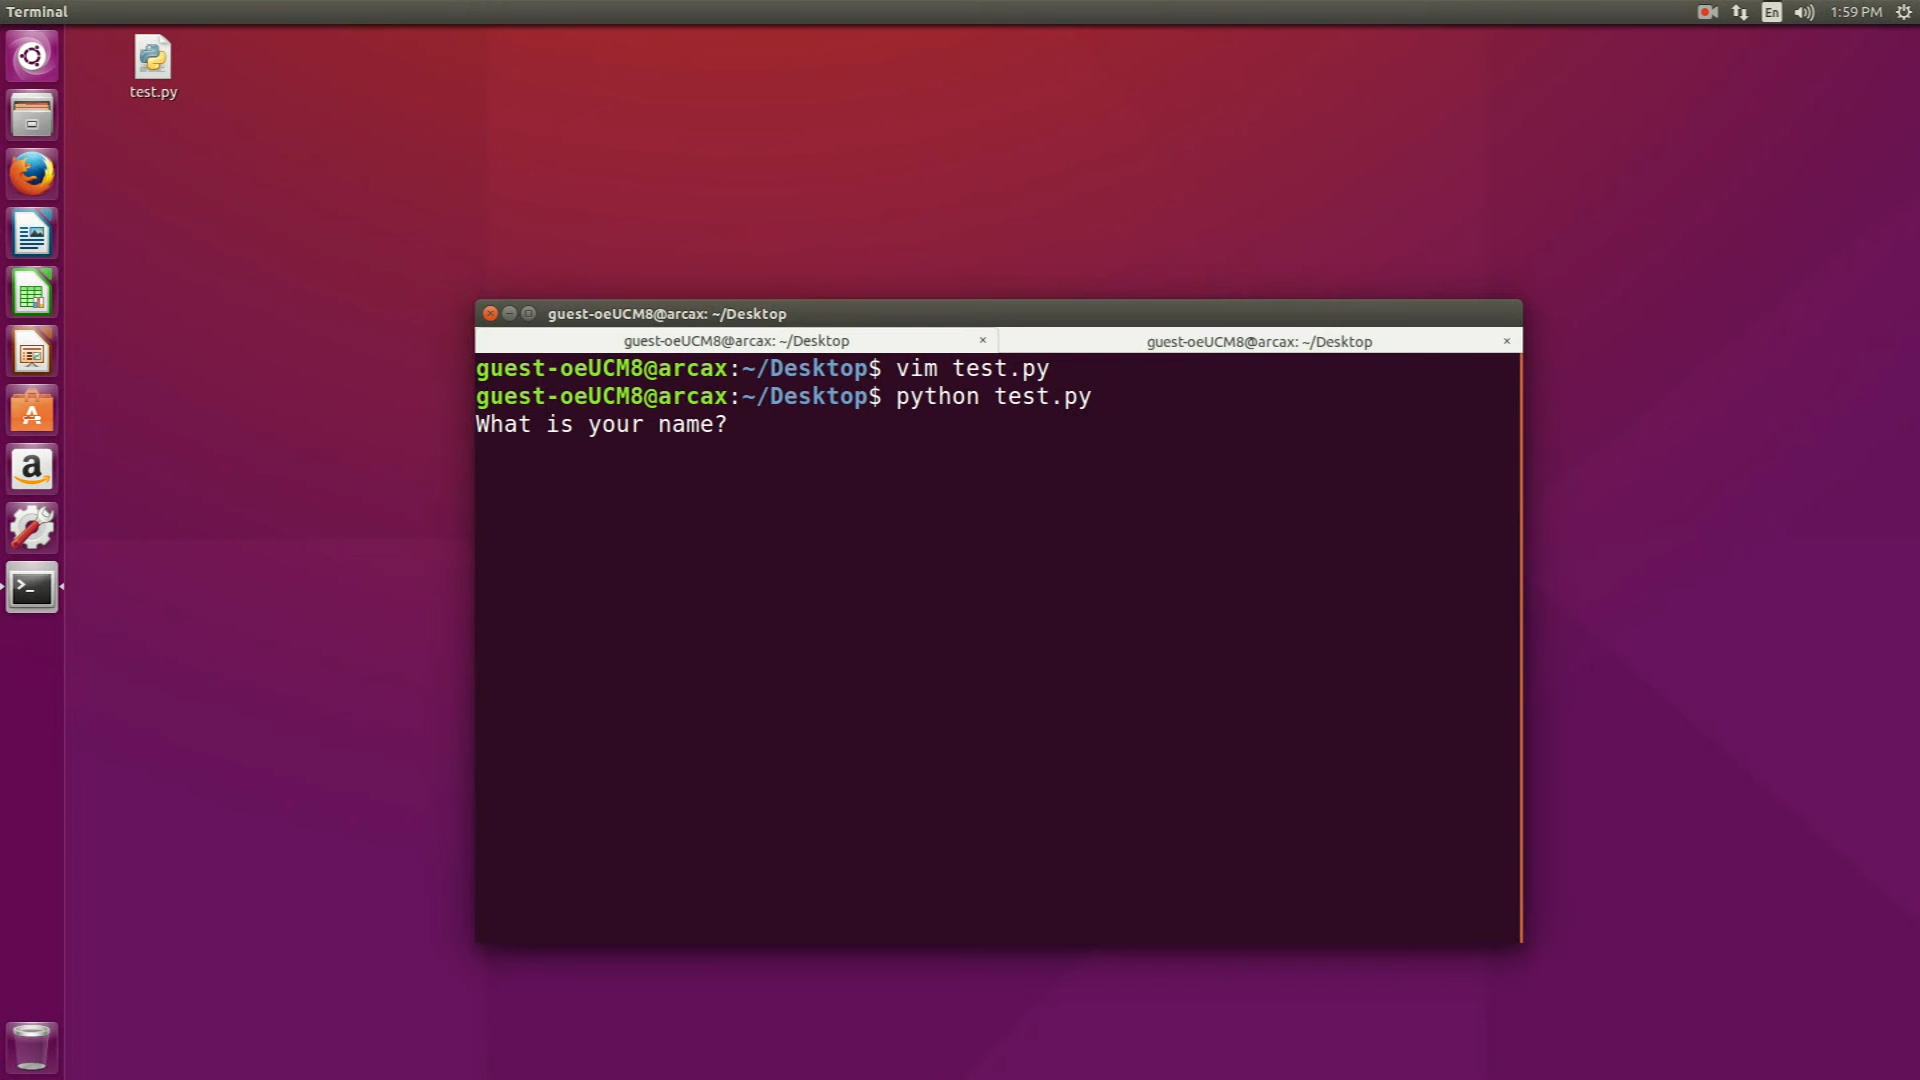 Terminal
En
1:59 PM
test.py
guest-oeUCM8@arcax: ~/Desktop
guest-oeUCM8@arcax: ~/Desktop ×
guest-oeUCM8@arcax: ~/Desktop ×
guest-oeUCM8@arcax:~/Desktop$ vim test.py
guest-oeUCM8@arcax:~/Desktop$ python test.py
What is your name?